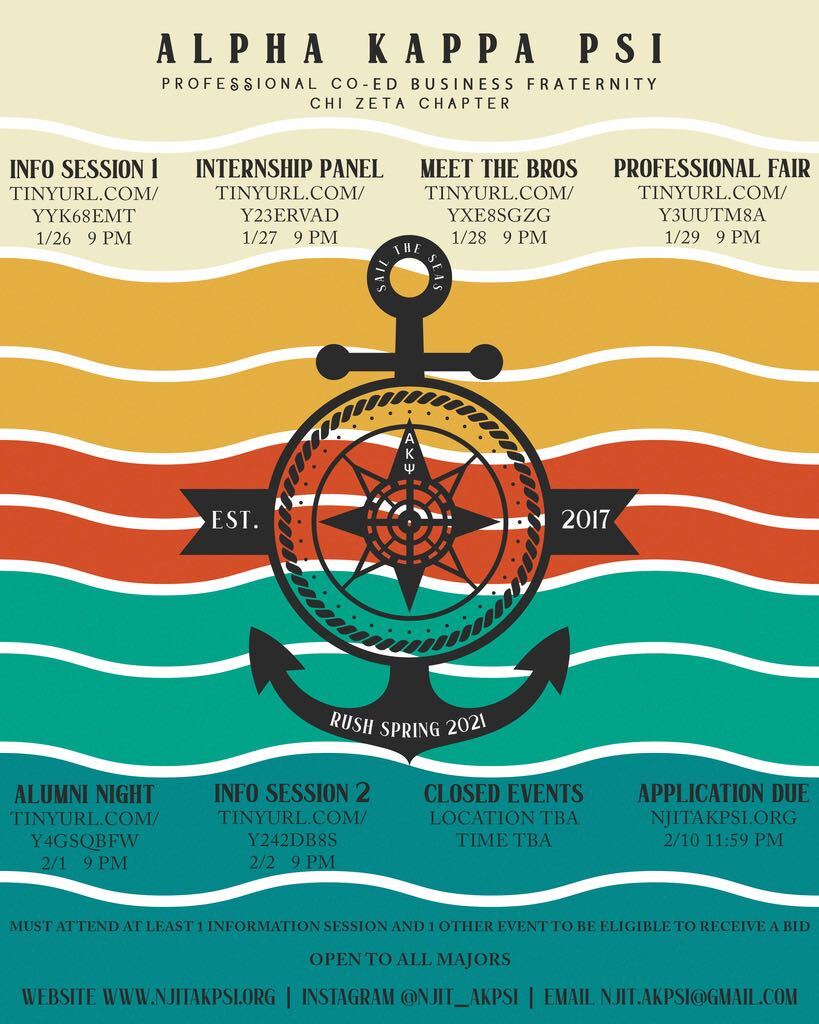 ALPHA KAPPA PSI
PROFESSIONAL CO-ED BUSINESS FRATERNITY
CHI ZETA CHAPTER
INFO SESSION 1
TINYURL.COM/
YYK68EMT
1/26 9 PM
INTERNSHIP PANEL
TINYURL.COM/
Y23ERVAD
1/27 9 PM
MEET THE BROS
TINYURL.COM/
YXE8SGZG
1/28 9 PM
PROFESSIONAL FAIR
TINYURL.COM/
Y3UUTM8A
1/29 9 PM
SAIL THE SEAS
ΑΚΨ
EST. 2017
RUSH SPRING 2021
ALUMNI NIGHT
TINYURL.COM/
Y4GSQBFW
2/1 9 PM
INFO SESSION 2
TINYURL.COM/
Y242DB8S
2/2 9 PM
CLOSED EVENTS
LOCATION TBA
TIME TBA
APPLICATION DUE
NJITAKPSI.ORG
2/10 11:59 PM
MUST ATTEND AT LEAST 1 INFORMATION SESSION AND 1 OTHER EVENT TO BE ELIGIBLE TO RECEIVE A BID
OPEN TO ALL MAJORS
WEBSITE WWW.NJITAKPSI.ORG | INSTAGRAM @NJIT_AKPSI | EMAIL NJIT.AKPSI@GMAIL.COM